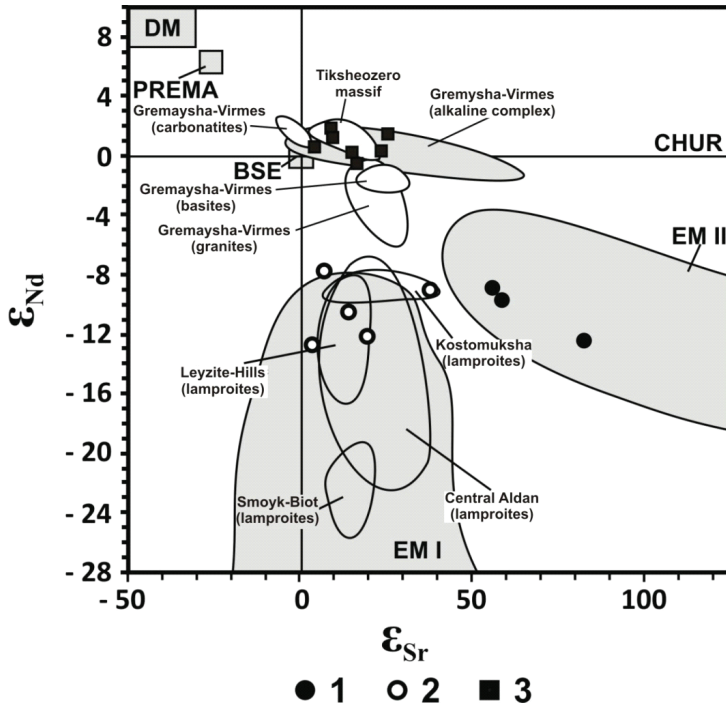 8
DM
PREMA
4
Tiksheozero
massif
Gremaysha-Virmes
(carbonatites)
Gremysha-Virmes
(alkaline complex)
CHUR
0
BSE
Gremaysha-Virmes
(basites)
-4
Gremaysha-Virmes
(granites)
EM II
-8
εNd
-12
Kostomuksha
(lamproites)
Leyzite-Hills
(lamproites)
-16
-20
Smoyk-Biot
(lamproites)
Central Aldan
(lamproites)
-24
EM I
-28
-50 0 50 100
εSr
1 2 3